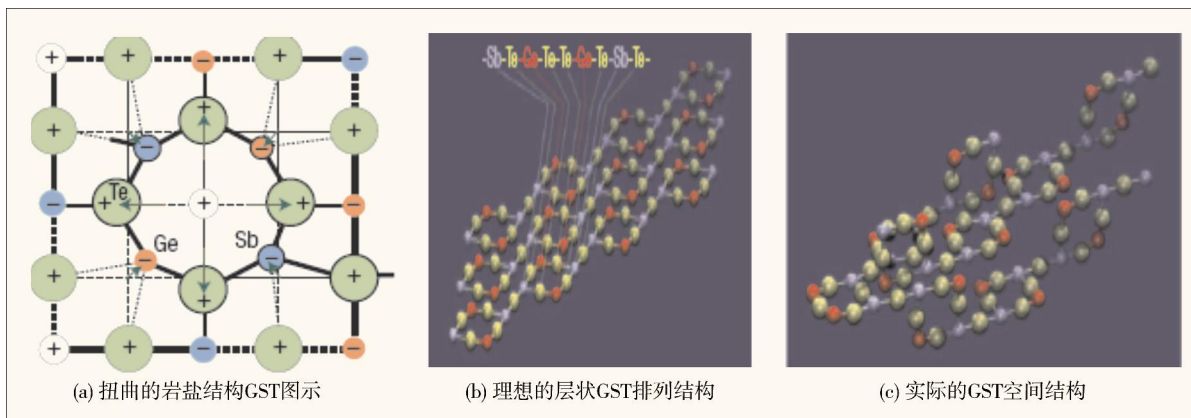 + + − + −
+ +
− + −
Te + + +
− −
Ge Sb
− −
+ + +
+ + − + −
-Sb-Te-Ge-Te-Te-Ge-Te-Sb-Te-
(a) 扭曲的岩盐结构GST图示
(b) 理想的层状GST排列结构
(c) 实际的GST空间结构